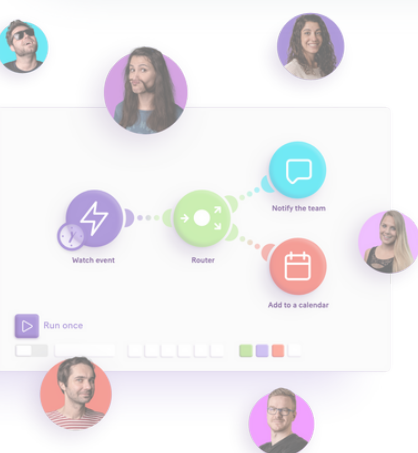 Notify the team
Watch event
Router
Add to a calendar
Run once